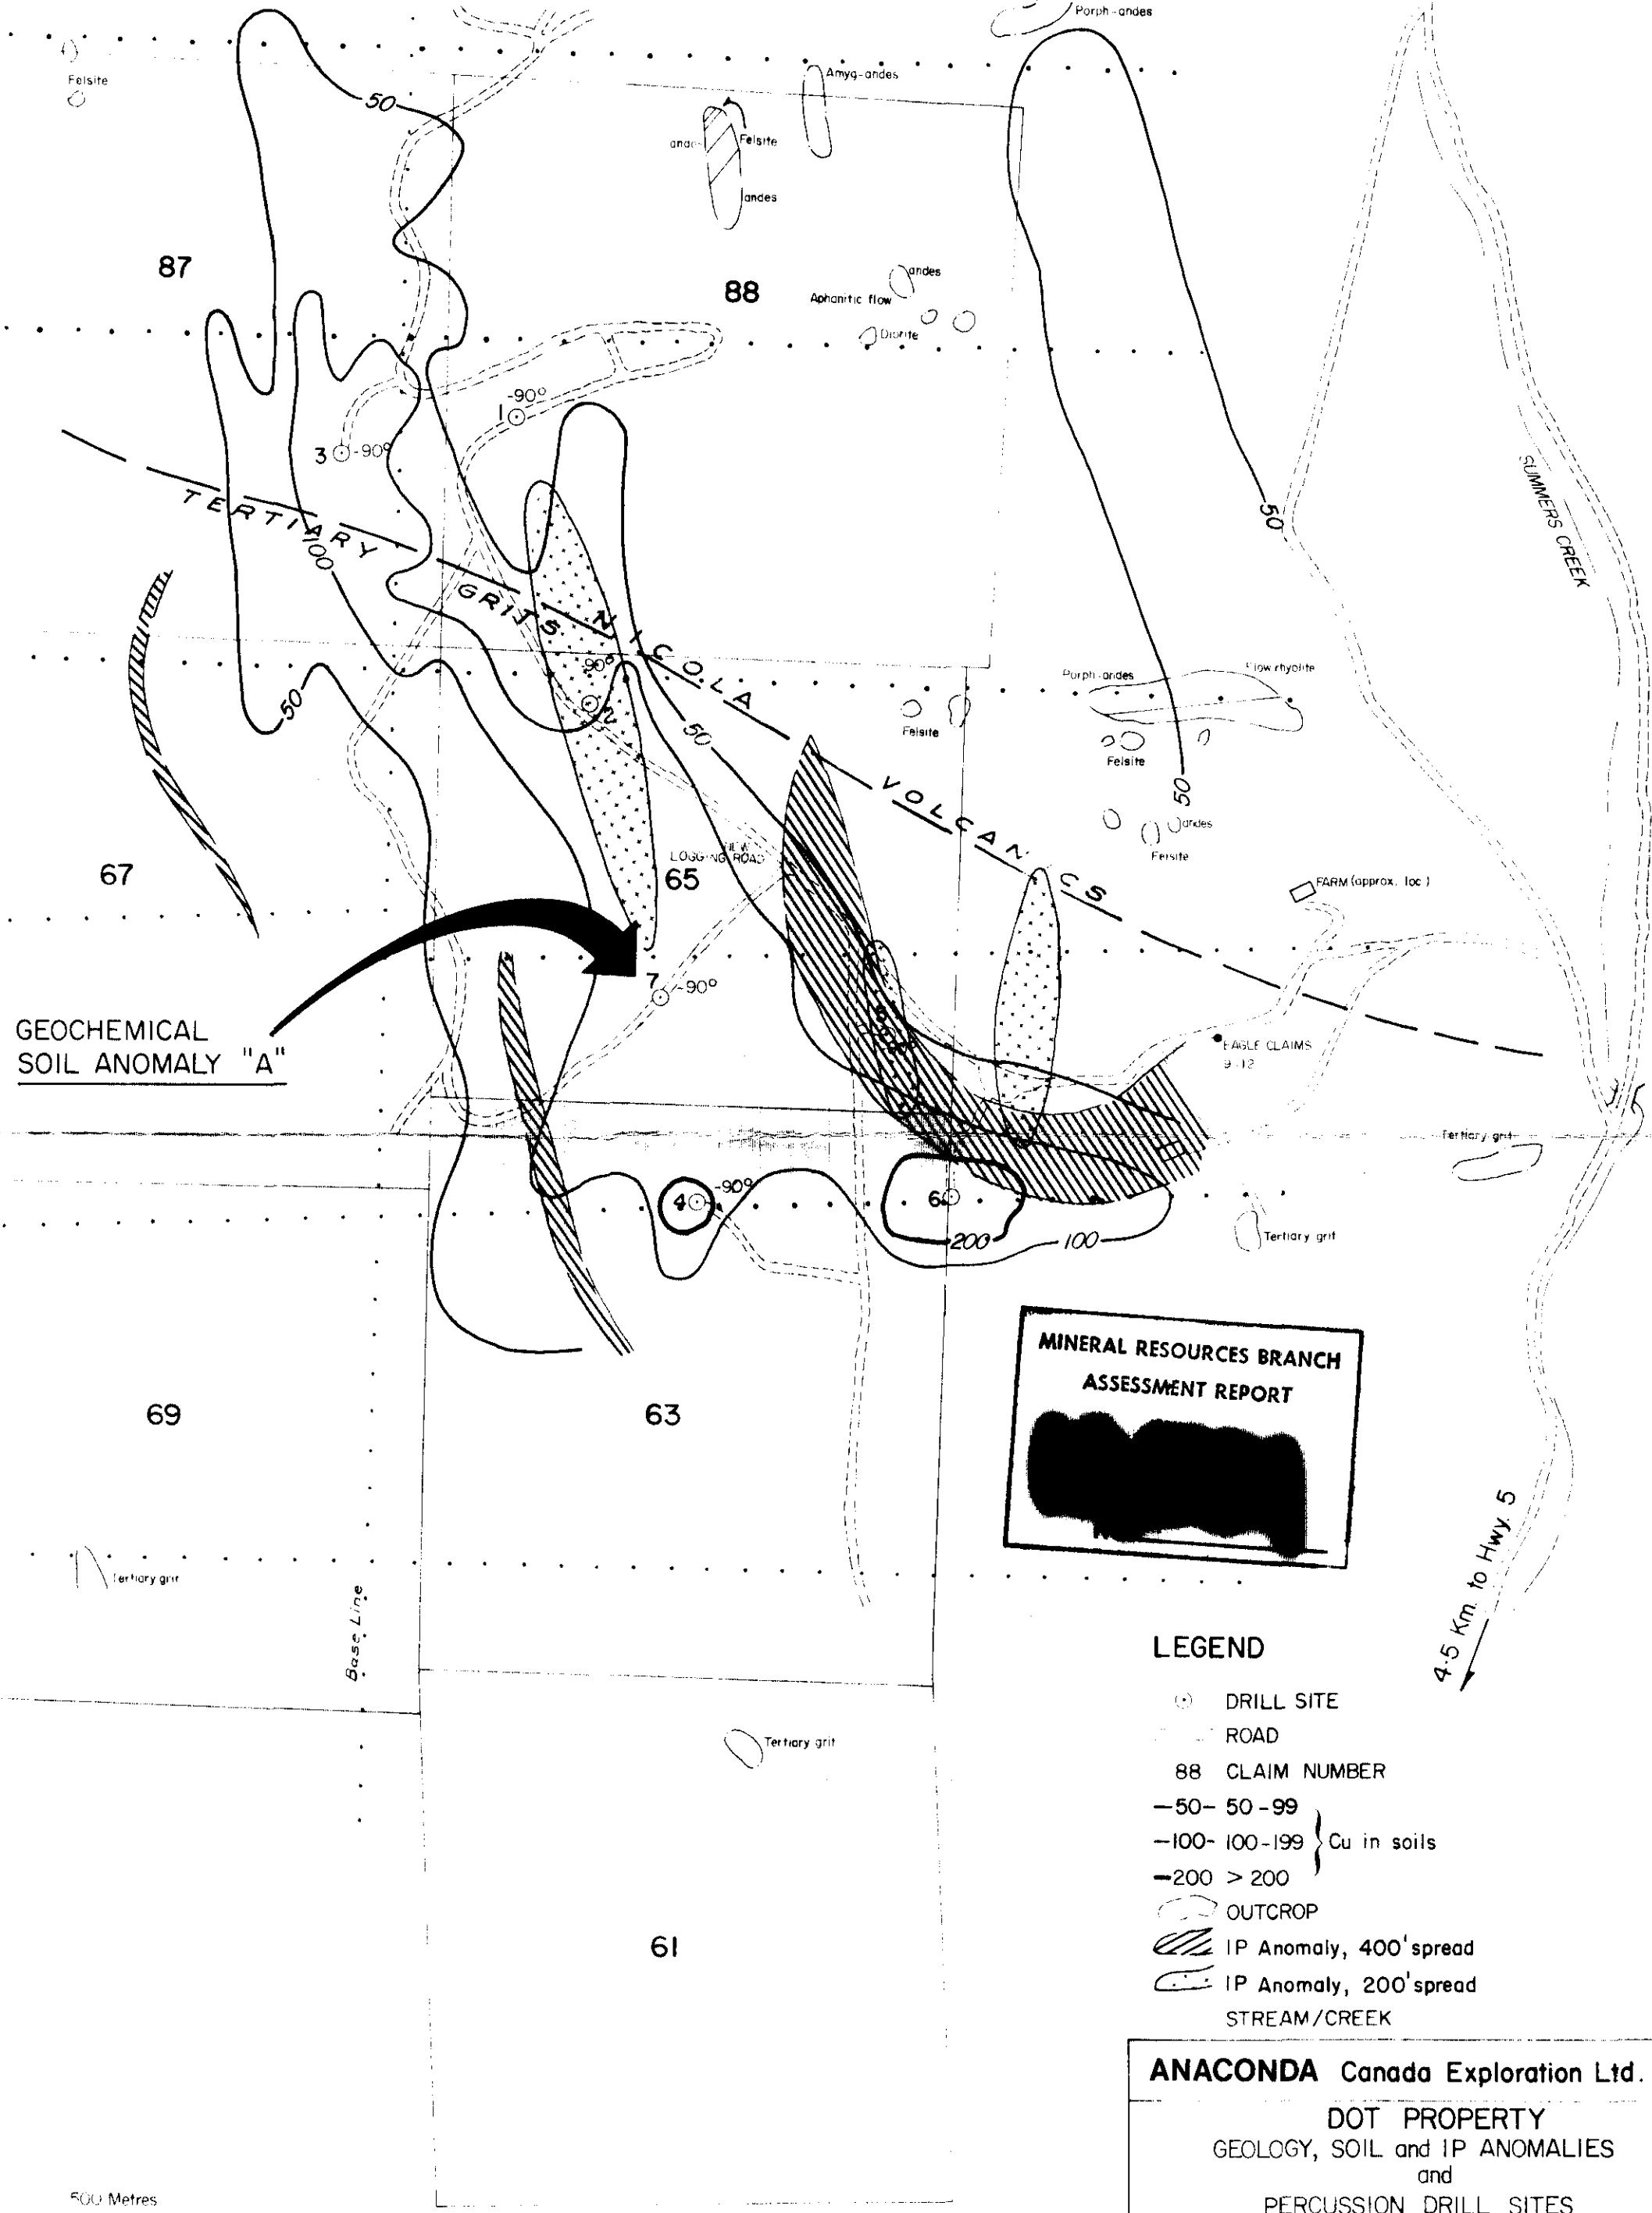 Porph-andes
Felsite
50
Amyg-andes
Felsite
andes
87
88
andes
Aphanitic flow
Diorite
1 -90°
3 -90°
TERTIARY GRITS
100
50
NICOLA VOLCANICS
50
SUMMERS CREEK
-90°
2
50
50
Porph-andes
Flow rhyolite
Felsite
Felsite
50
andes
Felsite
67
NEW
LOGGING ROAD
65
FARM (approx. loc.)
7 -90°
GEOCHEMICAL
SOIL ANOMALY "A"
EAGLE CLAIMS
9-12
Tertiary grit
4 -90°
6
200
100
Tertiary grit
MINERAL RESOURCES BRANCH
ASSESSMENT REPORT
69
63
Tertiary grit
Base Line
4.5 Km. to Hwy. 5
Tertiary grit
61
LEGEND
DRILL SITE
ROAD
88 CLAIM NUMBER
-50- 50-99
-100- 100-199 } Cu in soils
-200 > 200
OUTCROP
IP Anomaly, 400' spread
IP Anomaly, 200' spread
STREAM/CREEK
ANACONDA Canada Exploration Ltd.
DOT PROPERTY
GEOLOGY, SOIL and IP ANOMALIES
and
PERCUSSION DRILL SITES
500 Metres